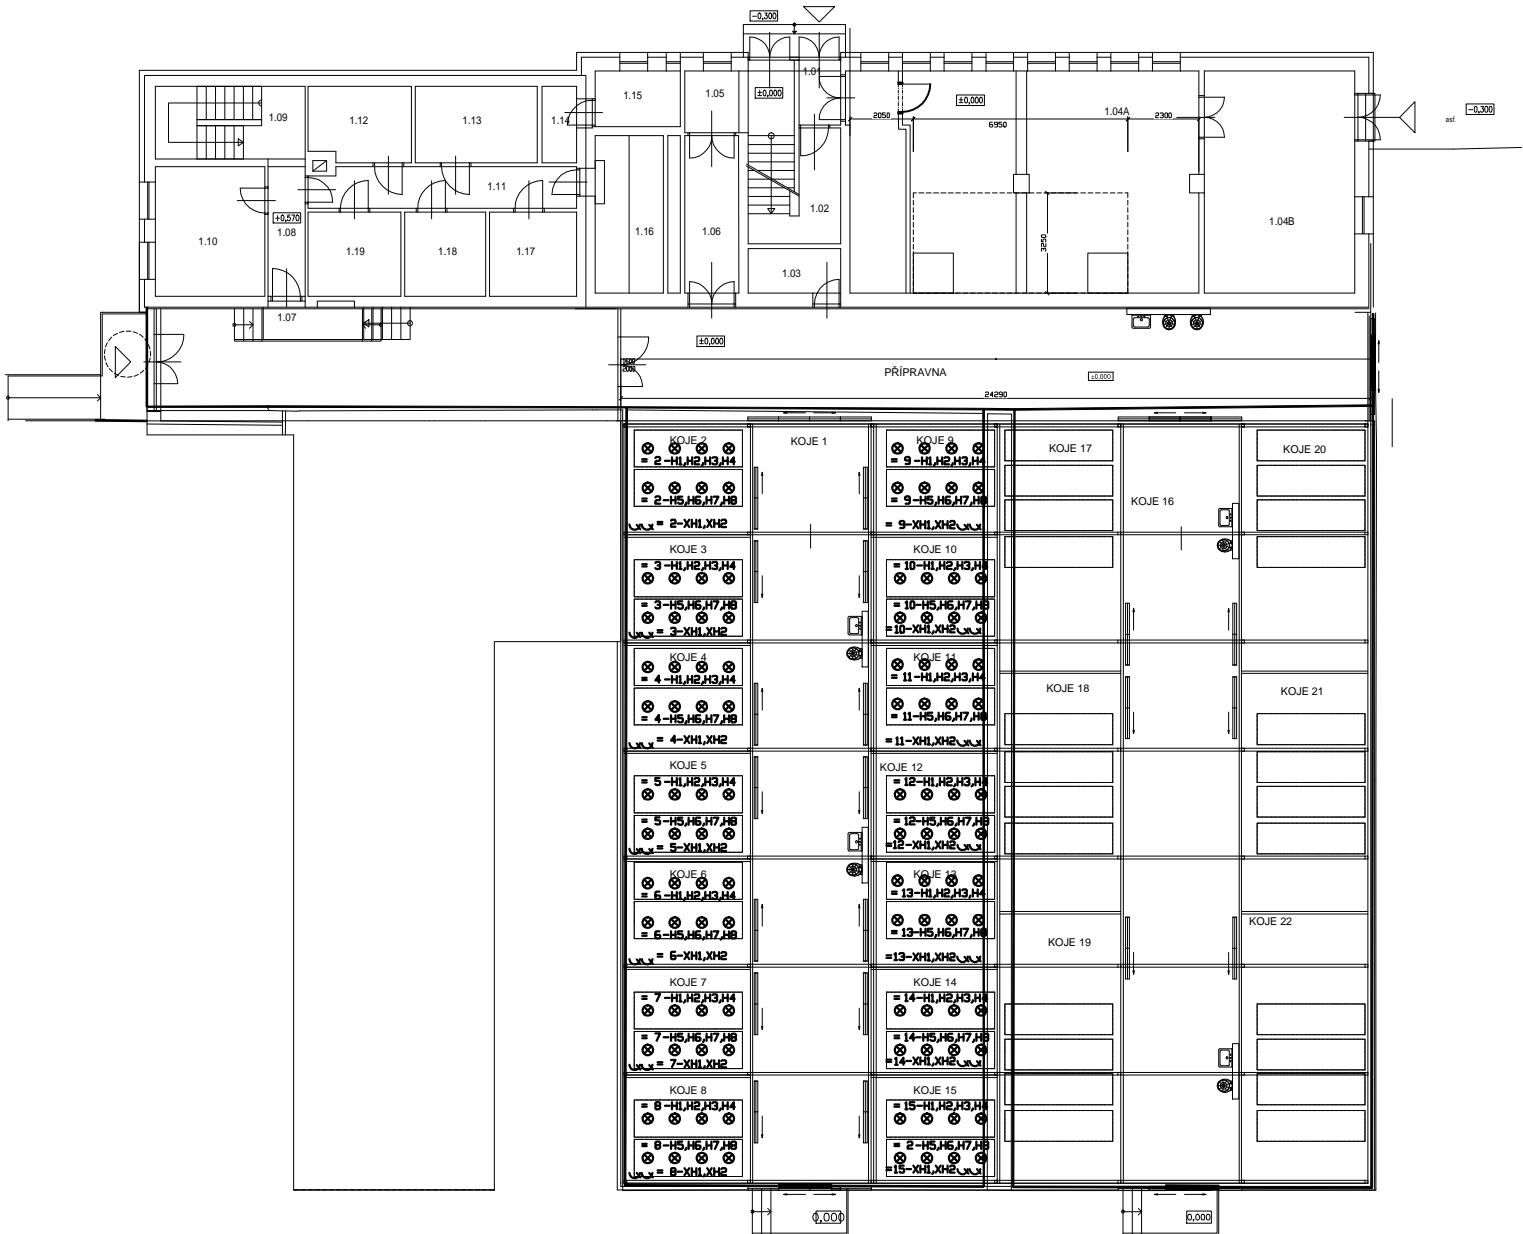 -0,300
1.01
1.15
1.05
±0,000
±0,000
1.04A
-0,300
1.09
1.12
1.13
1.14
2050
6950
2300
asf.
1.11
+0,570
1.08
1.10
1.19
1.18
1.17
1.16
1.06
1.02
1.04B
3250
1.03
1.07
±0,000
1600
2000
PŘÍPRAVNA
±0,000
24290
KOJE 2
= 2-H1,H2,H3,H4
= 2-H5,H6,H7,H8
= 2-XH1,XH2
KOJE 1
KOJE 9
= 9-H1,H2,H3,H4
= 9-H5,H6,H7,H8
= 9-XH1,XH2
KOJE 17
KOJE 16
KOJE 20
KOJE 3
= 3-H1,H2,H3,H4
= 3-H5,H6,H7,H8
= 3-XH1,XH2
KOJE 10
= 10-H1,H2,H3,H4
=10-H5,H6,H7,H8
=10-XH1,XH2
KOJE 4
= 4-H1,H2,H3,H4
= 4-H5,H6,H7,H8
= 4-XH1,XH2
KOJE 11
= 11-H1,H2,H3,H4
=11-H5,H6,H7,H8
=11-XH1,XH2
KOJE 18
KOJE 21
KOJE 5
= 5-H1,H2,H3,H4
= 5-H5,H6,H7,H8
= 5-XH1,XH2
KOJE 12
=12-H1,H2,H3,H4
=12-H5,H6,H7,H8
=12-XH1,XH2
KOJE 6
= 6-H1,H2,H3,H4
= 6-H5,H6,H7,H8
= 6-XH1,XH2
KOJE 13
=13-H1,H2,H3,H4
=13-H5,H6,H7,H8
=13-XH1,XH2
KOJE 19
KOJE 22
KOJE 7
= 7-H1,H2,H3,H4
= 7-H5,H6,H7,H8
= 7-XH1,XH2
KOJE 14
=14-H1,H2,H3,H4
=14-H5,H6,H7,H8
=14-XH1,XH2
KOJE 8
= 8-H1,H2,H3,H4
= 8-H5,H6,H7,H8
= 8-XH1,XH2
KOJE 15
=15-H1,H2,H3,H4
= 2-H5,H6,H7,H8
=15-XH1,XH2
0,000
0,000